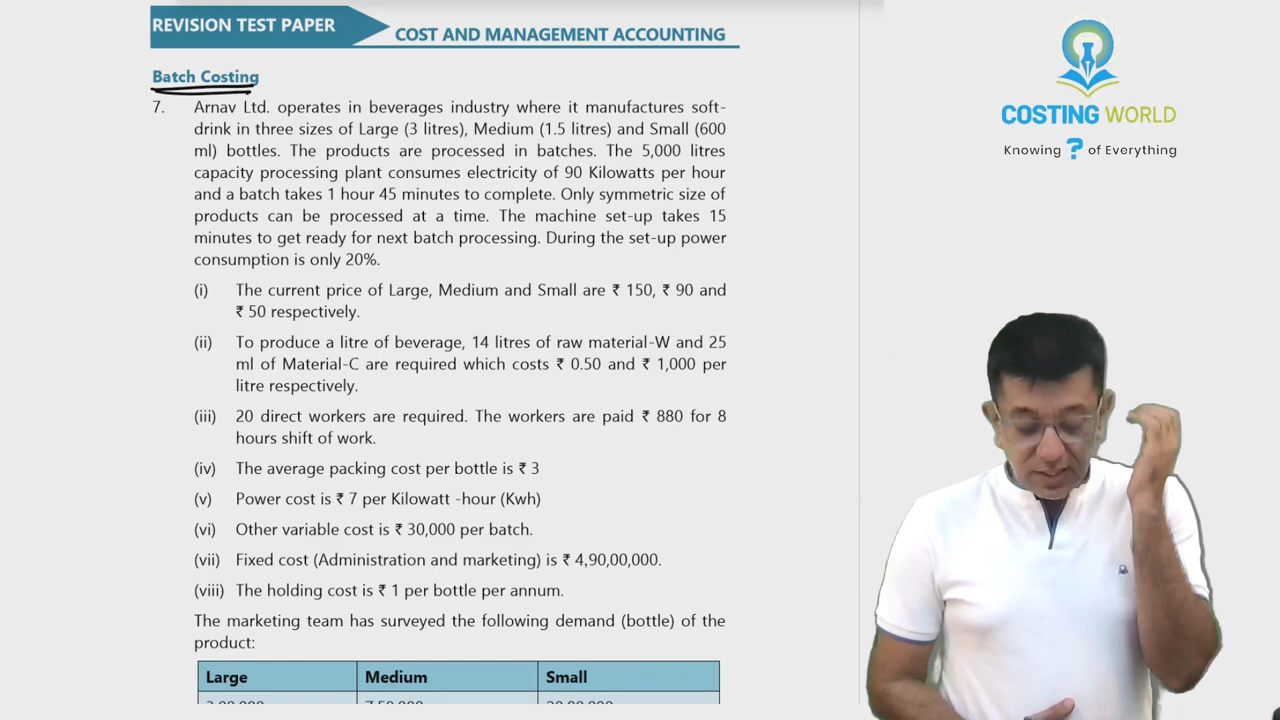 REVISION TEST PAPER
COST AND MANAGEMENT ACCOUNTING
Batch Costing
7. Arnav Ltd. operates in beverages industry where it manufactures soft-
drink in three sizes of Large (3 litres), Medium (1.5 litres) and Small (600
ml) bottles. The products are processed in batches. The 5,000 litres
capacity processing plant consumes electricity of 90 Kilowatts per hour
and a batch takes 1 hour 45 minutes to complete. Only symmetric size of
products can be processed at a time. The machine set-up takes 15
minutes to get ready for next batch processing. During the set-up power
consumption is only 20%.
(i) The current price of Large, Medium and Small are ₹ 150, ₹ 90 and
₹ 50 respectively.
(ii) To produce a litre of beverage, 14 litres of raw material-W and 25
ml of Material-C are required which costs ₹ 0.50 and ₹ 1,000 per
litre respectively.
(iii) 20 direct workers are required. The workers are paid ₹ 880 for 8
hours shift of work.
(iv) The average packing cost per bottle is ₹ 3
(v) Power cost is ₹ 7 per Kilowatt -hour (Kwh)
(vi) Other variable cost is ₹ 30,000 per batch.
(vii) Fixed cost (Administration and marketing) is ₹ 4,90,00,000.
(viii) The holding cost is ₹ 1 per bottle per annum.
The marketing team has surveyed the following demand (bottle) of the
product:
Large Medium Small
COSTING WORLD
Knowing ? of Everything